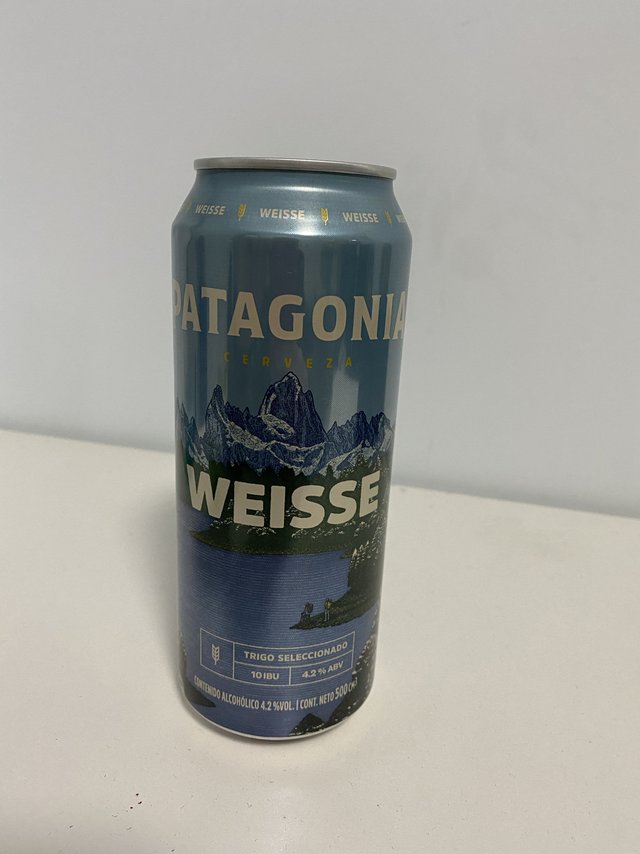 WEISSE WEISSE WEISSE
PATAGONIA
CERVEZA
WEISSE
TRIGO SELECCIONADO
10 IBU 4.2 % ABV
CONTENIDO ALCOHÓLICO 4.2 %VOL. | CONT. NETO 500 cm3